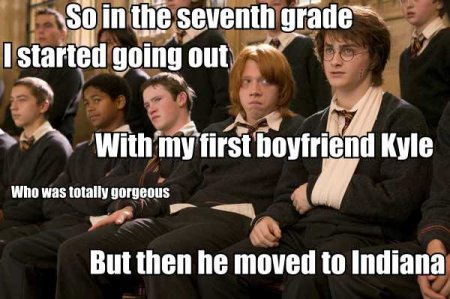 So in the seventh grade
I started going out
With my first boyfriend Kyle
Who was totally gorgeous
But then he moved to Indiana